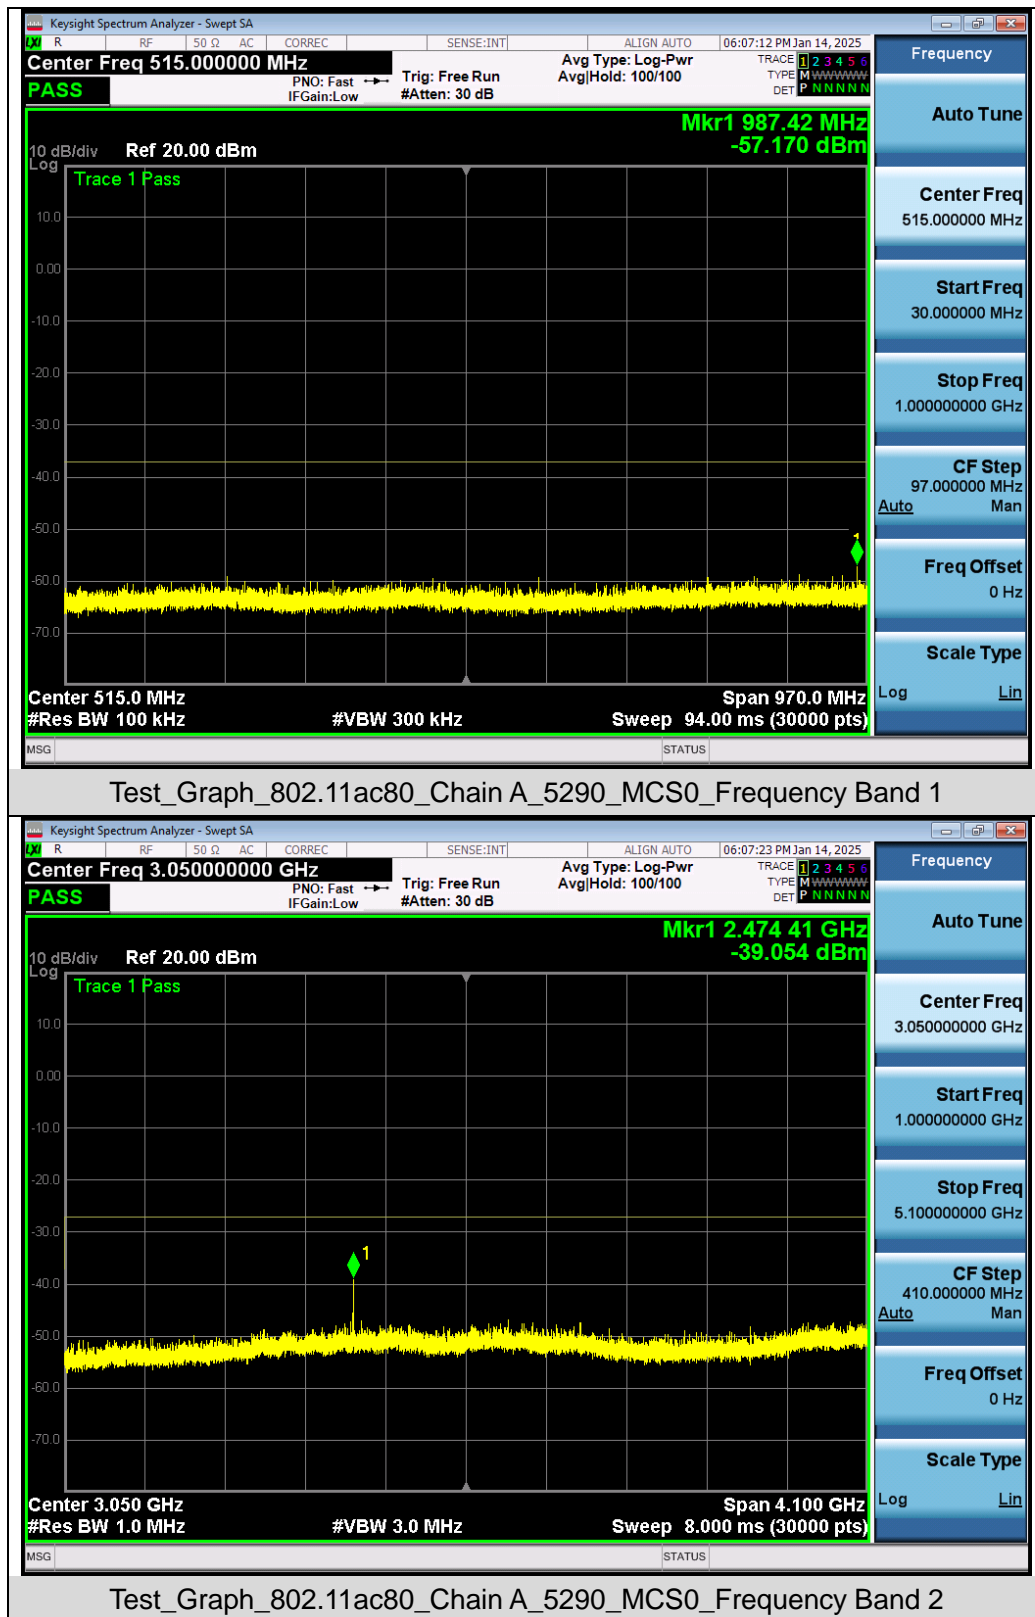 Keysight Spectrum Analyzer - Swept SA
LXI R RF 50 Ω AC CORREC SENSE:INT ALIGN AUTO 06:07:12 PM Jan 14, 2025
Center Freq 515.000000 MHz
PASS
PNO: Fast
IFGain:Low
Trig: Free Run
#Atten: 30 dB
Avg Type: Log-Pwr
Avg|Hold: 100/100
TRACE 1 2 3 4 5 6
TYPE M WWWWW
DET P N N N N N
Mkr1 987.42 MHz
-57.170 dBm
10 dB/div
Log
Ref 20.00 dBm
Trace 1 Pass
10.0
0.00
-10.0
-20.0
-30.0
-40.0
-50.0
-60.0
-70.0
1
Center 515.0 MHz
Span 970.0 MHz
#Res BW 100 kHz
#VBW 300 kHz
Sweep 94.00 ms (30000 pts)
MSG
STATUS
Frequency
Auto Tune
Center Freq
515.000000 MHz
Start Freq
30.000000 MHz
Stop Freq
1.000000000 GHz
CF Step
97.000000 MHz
Auto Man
Freq Offset
0 Hz
Scale Type
Log Lin
Test_Graph_802.11ac80_Chain A_5290_MCS0_Frequency Band 1
Keysight Spectrum Analyzer - Swept SA
LXI R RF 50 Ω AC CORREC SENSE:INT ALIGN AUTO 06:07:23 PM Jan 14, 2025
Center Freq 3.050000000 GHz
PASS
PNO: Fast
IFGain:Low
Trig: Free Run
#Atten: 30 dB
Avg Type: Log-Pwr
Avg|Hold: 100/100
TRACE 1 2 3 4 5 6
TYPE M WWWWW
DET P N N N N N
Mkr1 2.474 41 GHz
-39.054 dBm
10 dB/div
Log
Ref 20.00 dBm
Trace 1 Pass
10.0
0.00
-10.0
-20.0
-30.0
-40.0
-50.0
-60.0
-70.0
1
Center 3.050 GHz
Span 4.100 GHz
#Res BW 1.0 MHz
#VBW 3.0 MHz
Sweep 8.000 ms (30000 pts)
MSG
STATUS
Frequency
Auto Tune
Center Freq
3.050000000 GHz
Start Freq
1.000000000 GHz
Stop Freq
5.100000000 GHz
CF Step
410.000000 MHz
Auto Man
Freq Offset
0 Hz
Scale Type
Log Lin
Test_Graph_802.11ac80_Chain A_5290_MCS0_Frequency Band 2